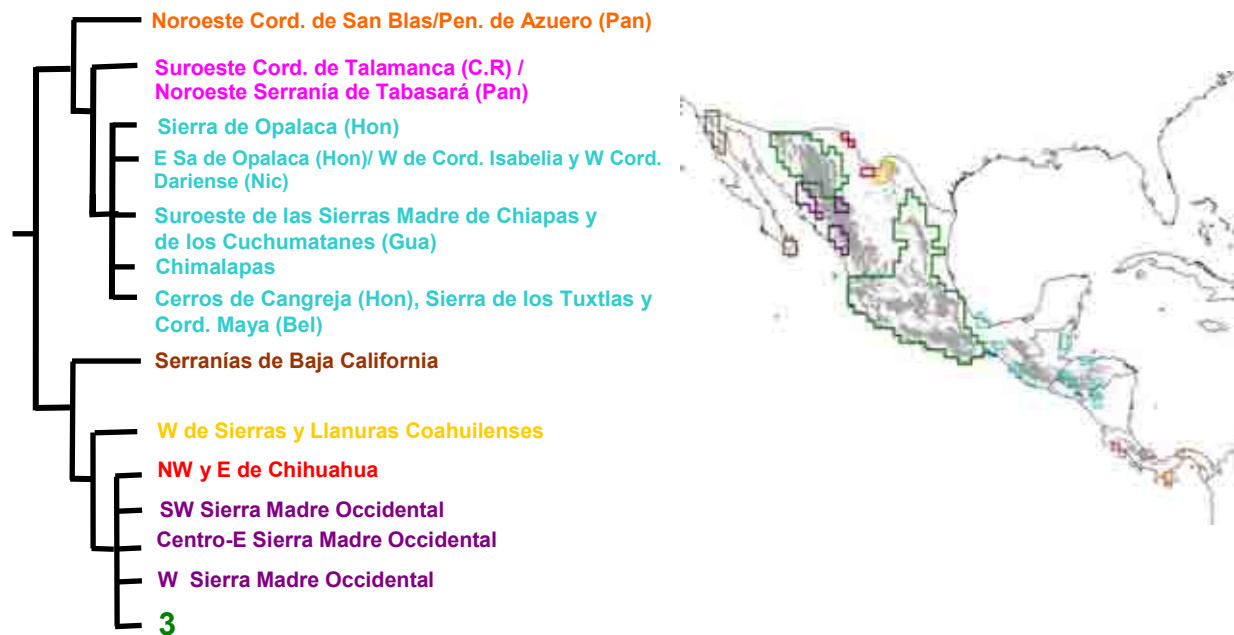 Noroeste Cord. de San Blas/Pen. de Azuero (Pan)
Suroeste Cord. de Talamanca (C.R) /
Noroeste Serranía de Tabasará (Pan)
Sierra de Opalaca (Hon)
E Sa de Opalaca (Hon)/ W de Cord. Isabelia y W Cord.
Dariense (Nic)
Suroeste de las Sierras Madre de Chiapas y
de los Cuchumatanes (Gua)
Chimalapas
Cerros de Cangreja (Hon), Sierra de los Tuxtlas y
Cord. Maya (Bel)
Serranías de Baja California
W de Sierras y Llanuras Coahuilenses
NW y E de Chihuahua
SW Sierra Madre Occidental
Centro-E Sierra Madre Occidental
W Sierra Madre Occidental
3